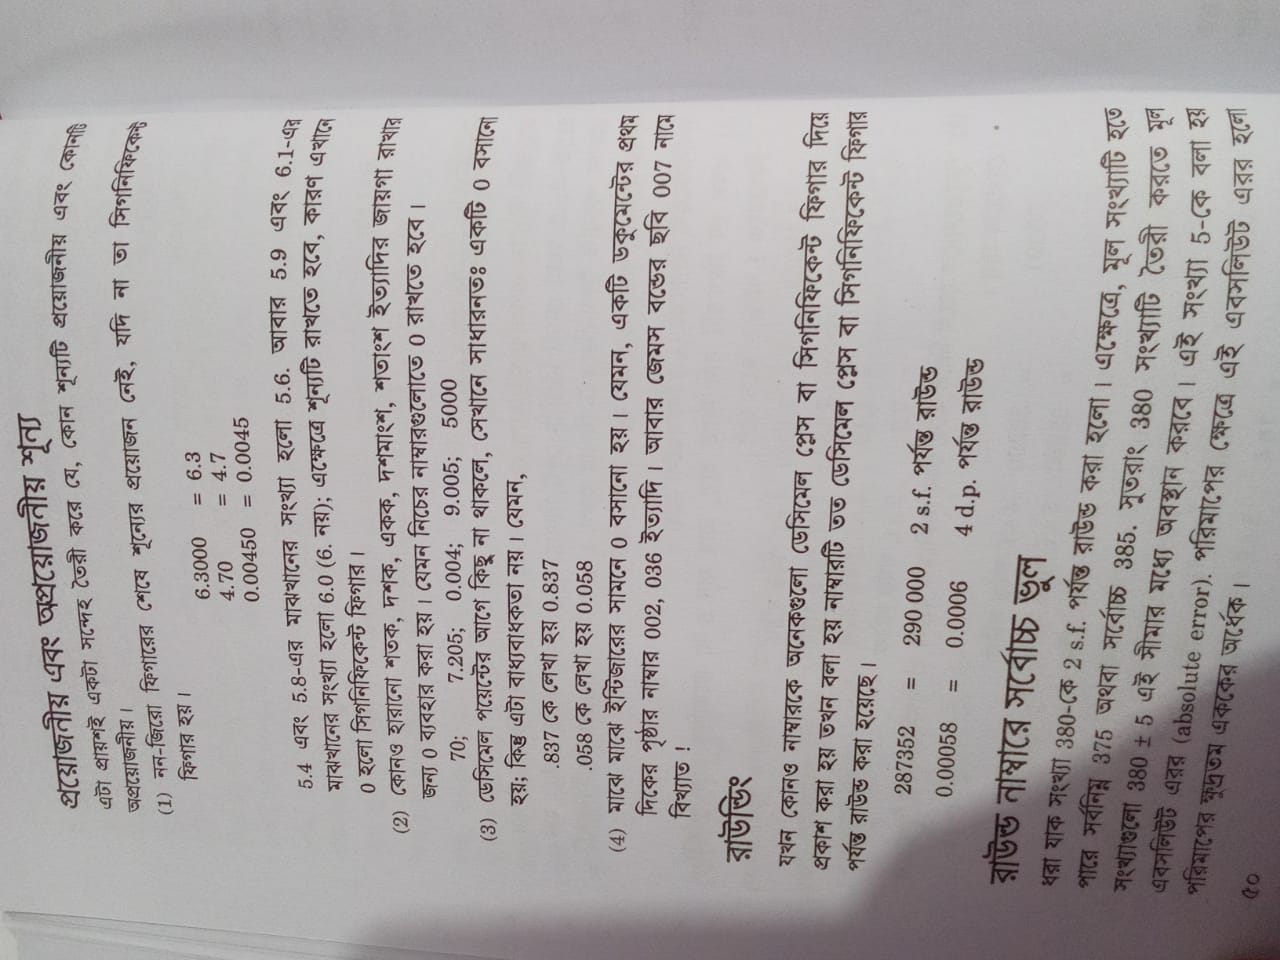 প্রয়োজনীয় এবং অপ্রয়োজনীয় শূন্য
এটা প্রায়শই একটা সন্দেহ তৈরী করে যে, কোন শূন্যটি প্রয়োজনীয় এবং কোনটি
অপ্রয়োজনীয়।
(1) নন-জিরো ফিগারের শেষে শূন্যের প্রয়োজন নেই, যদি না তা সিগনিফিকেন্ট
ফিগার হয়।
6.3000 = 6.3
4.70 = 4.7
0.00450 = 0.0045
5.4 এবং 5.8-এর মাঝখানের সংখ্যা হলো 5.6. আবার 5.9 এবং 6.1-এর
মাঝখানের সংখ্যা হলো 6.0 (6. নয়); এক্ষেত্রে শূন্যটি রাখতে হবে, কারণ এখানে
0 হলো সিগনিফিকেন্ট ফিগার।
(2) কোনও হারানো শতক, দশক, একক, দশমাংশ, শতাংশ ইত্যাদির জায়গা রাখার
জন্য 0 ব্যবহার করা হয়। যেমন নিচের নাম্বারগুলোতে 0 রাখতে হবে।
70; 7.205; 0.004; 9.005; 5000
(3) ডেসিমেল পয়েন্টের আগে কিছু না থাকলে, সেখানে সাধারনতঃ একটি 0 বসানো
হয়; কিন্তু এটা বাধ্যবাধকতা নয়। যেমন,
.837 কে লেখা হয় 0.837
.058 কে লেখা হয় 0.058
(4) মাঝে মাঝে ইন্টিজারের সামনে 0 বসানো হয়। যেমন, একটি ডকুমেন্টের প্রথম
দিকের পৃষ্ঠার নাম্বার 002, 036 ইত্যাদি। আবার জেমস বন্ডের ছবি 007 নামে
বিখ্যাত !
রাউন্ডিং
যখন কোনও নাম্বারকে অনেকগুলো ডেসিমেল প্লেস বা সিগনিফিকেন্ট ফিগার দিয়ে
প্রকাশ করা হয় তখন বলা হয় নাম্বারটি তত ডেসিমেল প্লেস বা সিগনিফিকেন্ট ফিগার
পর্যন্ত রাউন্ড করা হয়েছে।
287352 = 290 000 2 s.f. পর্যন্ত রাউন্ড
0.00058 = 0.0006 4 d.p. পর্যন্ত রাউন্ড
রাউন্ড নাম্বারে সর্বোচ্চ ভুল
ধরা যাক সংখ্যা 380-কে 2 s.f. পর্যন্ত রাউন্ড করা হলো। এক্ষেত্রে, মূল সংখ্যাটি হতে
পারে সর্বনিম্ন 375 অথবা সর্বোচ্চ 385. সুতরাং 380 সংখ্যাটি তৈরী করতে মূল
সংখ্যাগুলো 380 ± 5 এই সীমার মধ্যে অবস্থান করবে। এই সংখ্যা 5-কে বলা হয়
এবসলিউট এরর (absolute error). পরিমাপের ক্ষেত্রে এই এবসলিউট এরর হলো
পরিমাপের ক্ষুদ্রতম এককের অর্ধেক।
৫০